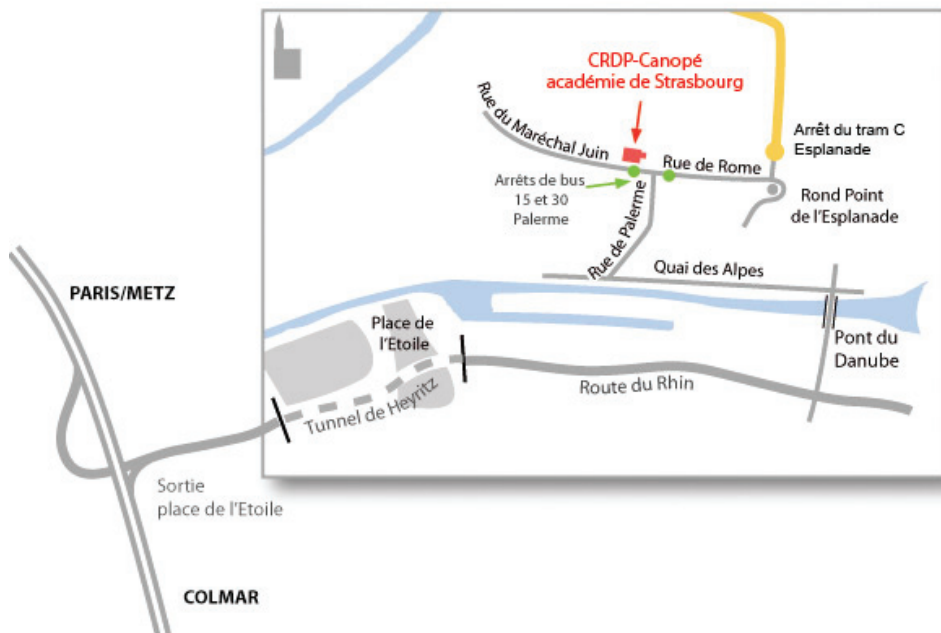 CRDP-Canopé
académie de Strasbourg
Rue du Maréchal Juin
Rue de Rome
Arrêt du tram C
Esplanade
Arrêts de bus
15 et 30
Palerme
Rond Point
de l'Esplanade
Rue de Palerme
Quai des Alpes
PARIS/METZ
Place de
l'Etoile
Pont du
Danube
Tunnel de Heyritz
Route du Rhin
Sortie
place de l'Etoile
COLMAR